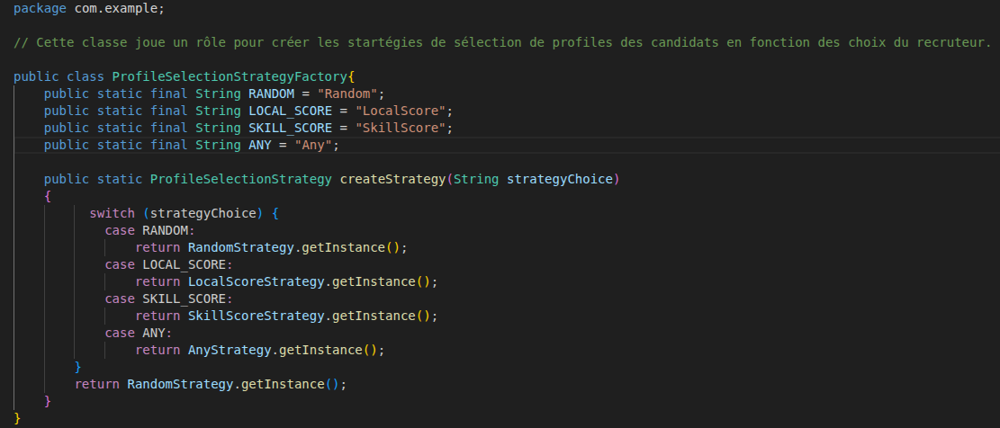 package com.example;
// Cette classe joue un rôle pour créer les startégies de sélection de profiles des candidats en fonction des choix du recruteur.
public class ProfileSelectionStrategyFactory{
    public static final String RANDOM = "Random";
    public static final String LOCAL_SCORE = "LocalScore";
    public static final String SKILL_SCORE = "SkillScore";
    public static final String ANY = "Any";
    public static ProfileSelectionStrategy createStrategy(String strategyChoice)
    {
          switch (strategyChoice) {
            case RANDOM:
                return RandomStrategy.getInstance();
            case LOCAL_SCORE:
                return LocalScoreStrategy.getInstance();
            case SKILL_SCORE:
                return SkillScoreStrategy.getInstance();
            case ANY:
                return AnyStrategy.getInstance();
        }
        return RandomStrategy.getInstance();
    }
}